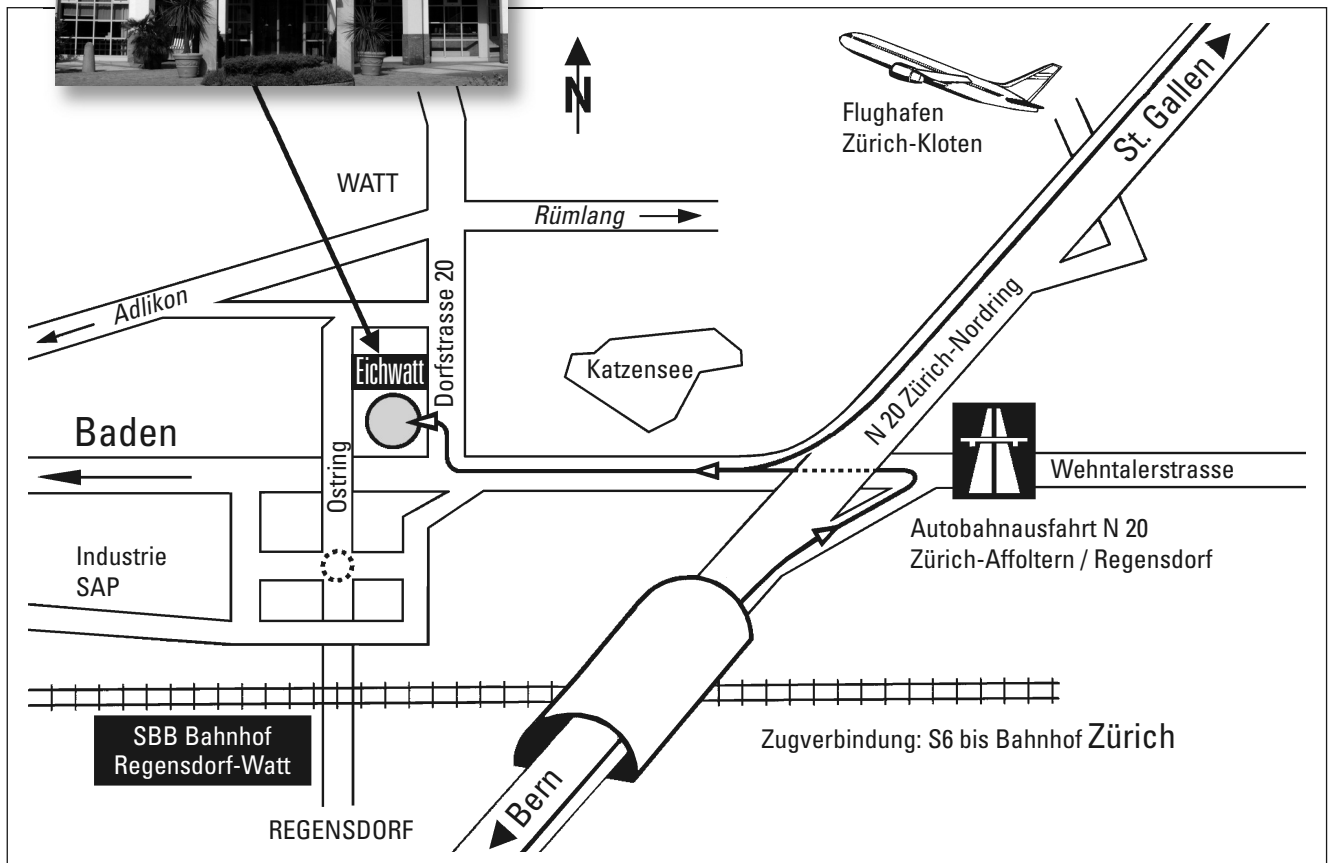 N
Flughafen
Zürich-Kloten
St. Gallen
WATT
Rümlang
Adlikon
Dorfstrasse 20
Eichwatt
Katzensee
N 20 Zürich-Nordring
Baden
Ostring
Wehntalerstrasse
Autobahnausfahrt N 20
Zürich-Affoltern / Regensdorf
Industrie
SAP
SBB Bahnhof
Regensdorf-Watt
Zugverbindung: S6 bis Bahnhof Zürich
Bern
REGENSDORF